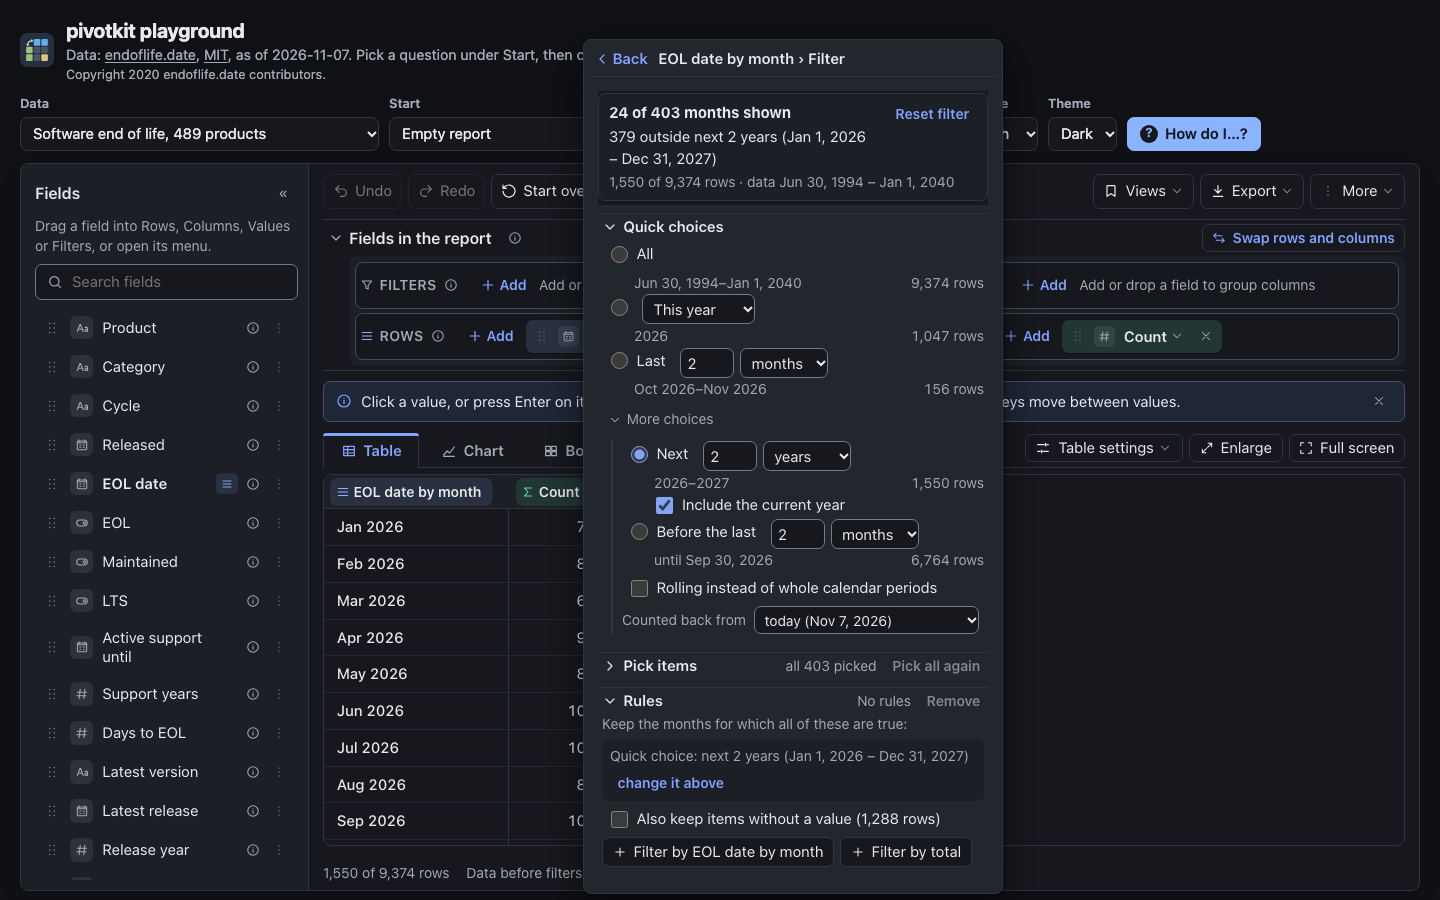 pivotkit playground
Data: endoflife.date, MIT, as of 2026-11-07. Pick a question under Start, then
Copyright 2020 endoflife.date contributors.
Data
Start
Theme
Software end of life, 489 products
Empty report
Dark
? How do I...?
Fields
«
Drag a field into Rows, Columns, Values
or Filters, or open its menu.
Search fields
Aa Product
Aa Category
Aa Cycle
Released
EOL date
EOL
Maintained
LTS
Active support
until
# Support years
# Days to EOL
Aa Latest version
Latest release
# Release year
Undo
Redo
Start ove
Views
Export
More
Fields in the report
Swap rows and columns
FILTERS
+ Add
Add or
+ Add
Add or drop a field to group columns
ROWS
+ Add
+ Add
# Count
Click a value, or press Enter on it
eys move between values.
Table
Chart
Bo
Table settings
Enlarge
Full screen
EOL date by month
Σ Count
Jan 2026
7
Feb 2026
8
Mar 2026
6
Apr 2026
9
May 2026
8
Jun 2026
10
Jul 2026
10
Aug 2026
8
Sep 2026
10
1,550 of 9,374 rows
Data before filters
Back
EOL date by month › Filter
24 of 403 months shown
Reset filter
379 outside next 2 years (Jan 1, 2026
– Dec 31, 2027)
1,550 of 9,374 rows · data Jun 30, 1994 – Jan 1, 2040
Quick choices
All
Jun 30, 1994–Jan 1, 2040
9,374 rows
This year
2026
1,047 rows
Last
2
months
Oct 2026–Nov 2026
156 rows
More choices
Next
2
years
2026–2027
1,550 rows
Include the current year
Before the last
2
months
until Sep 30, 2026
6,764 rows
Rolling instead of whole calendar periods
Counted back from
today (Nov 7, 2026)
Pick items
all 403 picked
Pick all again
Rules
No rules
Remove
Keep the months for which all of these are true:
Quick choice: next 2 years (Jan 1, 2026 – Dec 31, 2027)
change it above
Also keep items without a value (1,288 rows)
+ Filter by EOL date by month
+ Filter by total